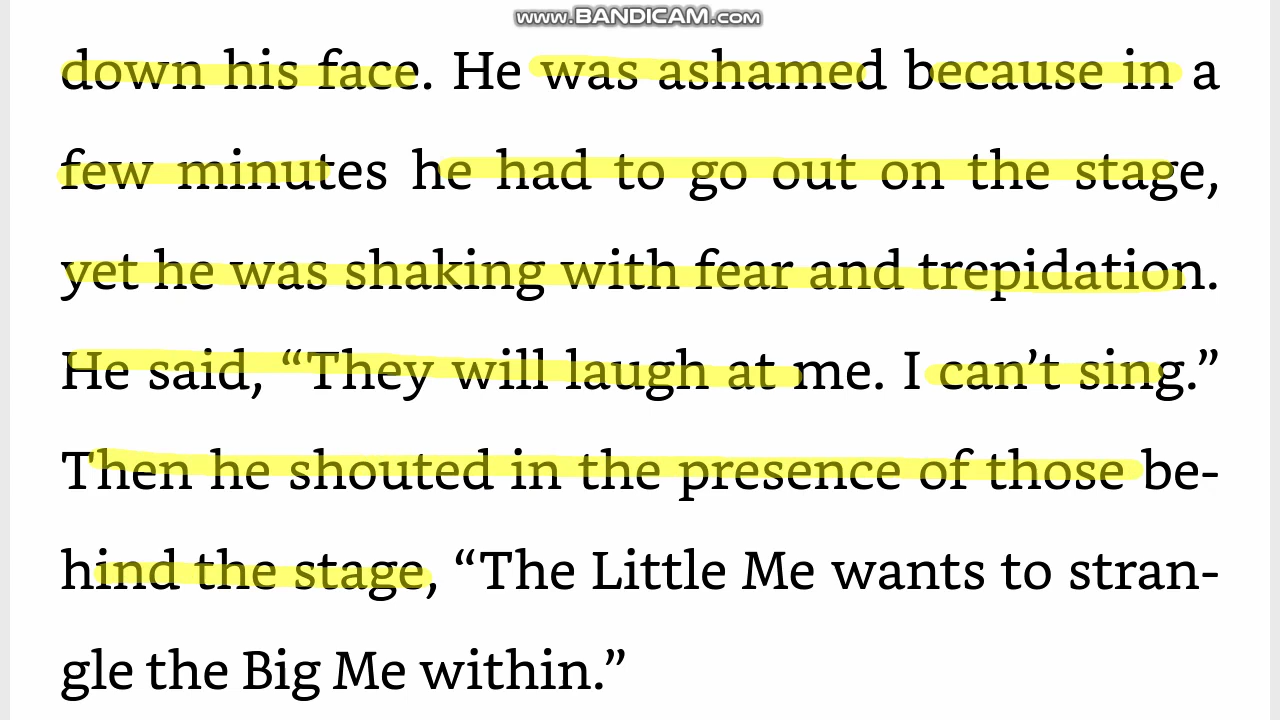 www.BANDICAM.com
down his face. He was ashamed because in a
few minutes he had to go out on the stage,
yet he was shaking with fear and trepidation.
He said, “They will laugh at me. I can’t sing.”
Then he shouted in the presence of those be-
hind the stage, “The Little Me wants to stran-
gle the Big Me within.”